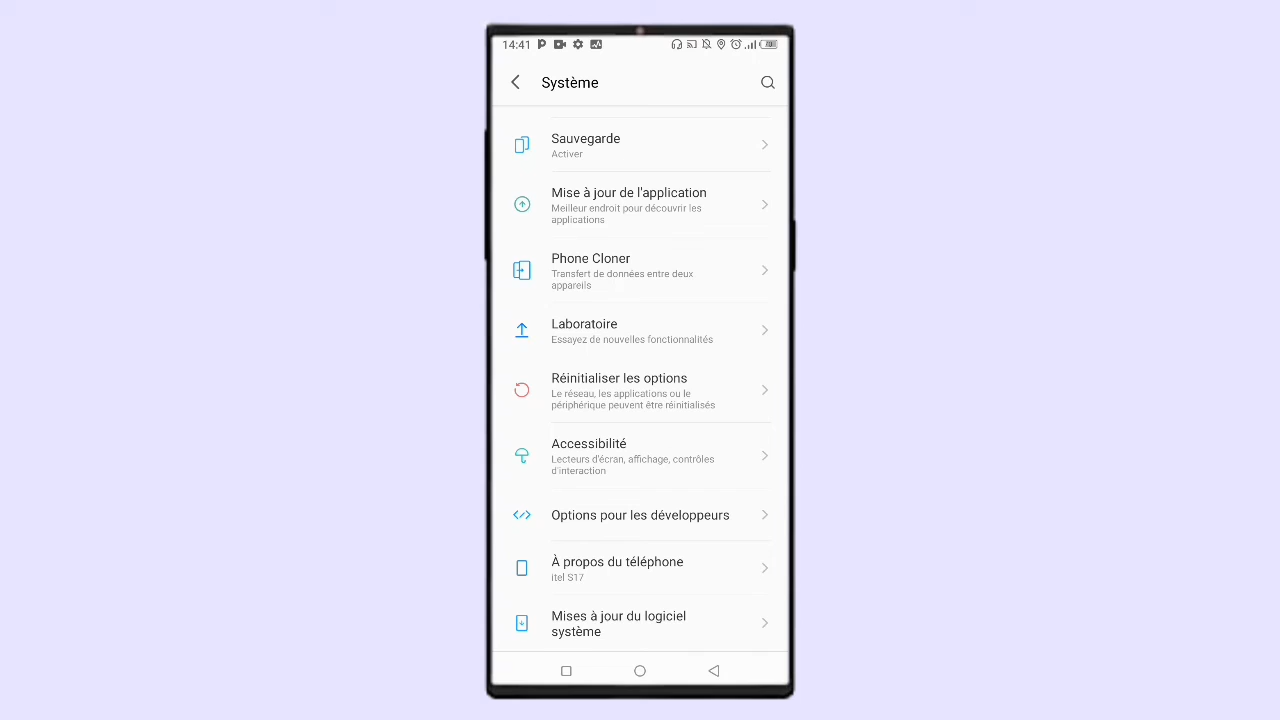 14:41
Système
Sauvegarde
Activer
Mise à jour de l'application
Meilleur endroit pour découvrir les
applications
Phone Cloner
Transfert de données entre deux
appareils
Laboratoire
Essayez de nouvelles fonctionnalités
Réinitialiser les options
Le réseau, les applications ou le
périphérique peuvent être réinitialisés
Accessibilité
Lecteurs d'écran, affichage, contrôles
d'interaction
Options pour les développeurs
À propos du téléphone
itel S17
Mises à jour du logiciel
système